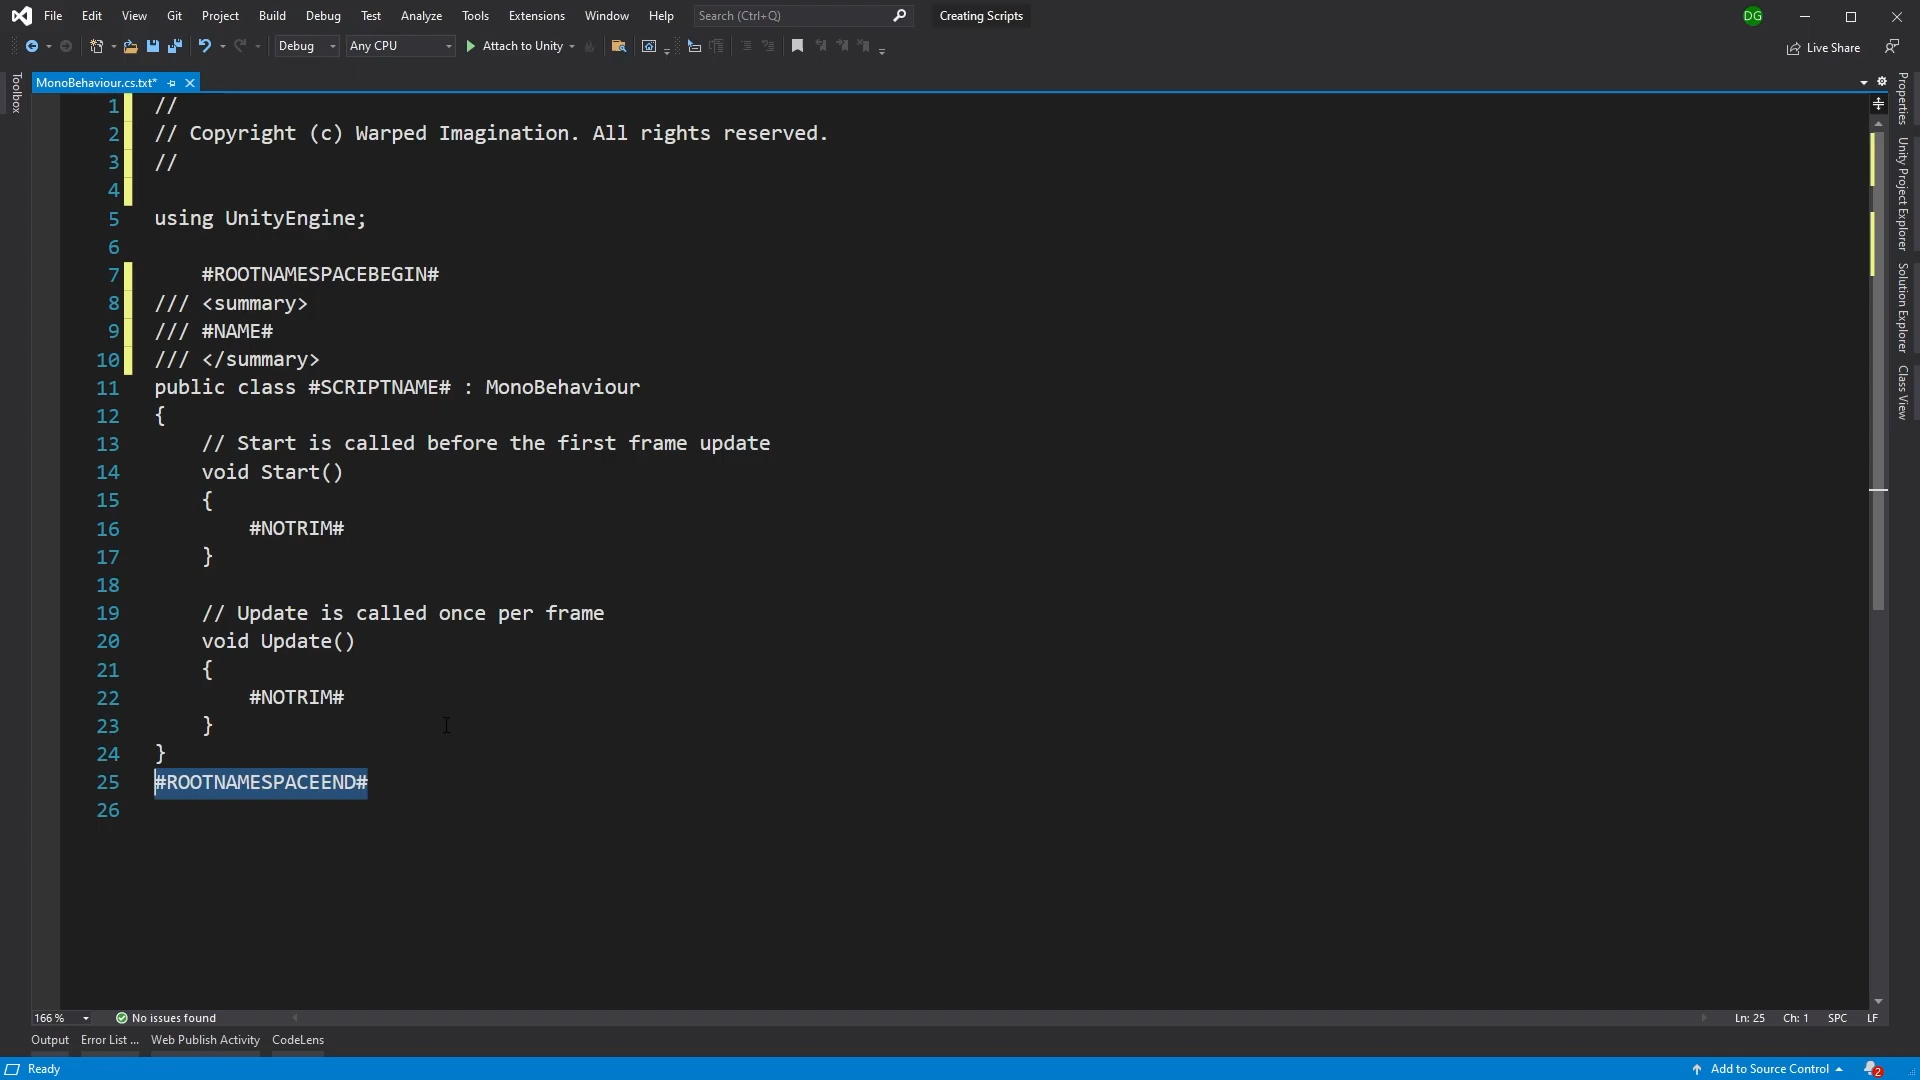 File Edit View Git Project Build Debug Test Analyze Tools Extensions Window Help Search (Ctrl+Q) Creating Scripts DG
Debug Any CPU Attach to Unity Live Share
Toolbox
MonoBehaviour.cs.txt*
1 //
2 // Copyright (c) Warped Imagination. All rights reserved.
3 //
4
5 using UnityEngine;
6
7 #ROOTNAMESPACEBEGIN#
8 /// <summary>
9 /// #NAME#
10 /// </summary>
11 public class #SCRIPTNAME# : MonoBehaviour
12 {
13 // Start is called before the first frame update
14 void Start()
15 {
16 #NOTRIM#
17 }
18
19 // Update is called once per frame
20 void Update()
21 {
22 #NOTRIM#
23 }
24 }
25 #ROOTNAMESPACEEND#
26
Properties
Unity Project Explorer
Solution Explorer
Class View
166 % No issues found Ln: 25 Ch: 1 SPC LF
Output Error List ... Web Publish Activity CodeLens
Ready Add to Source Control 2